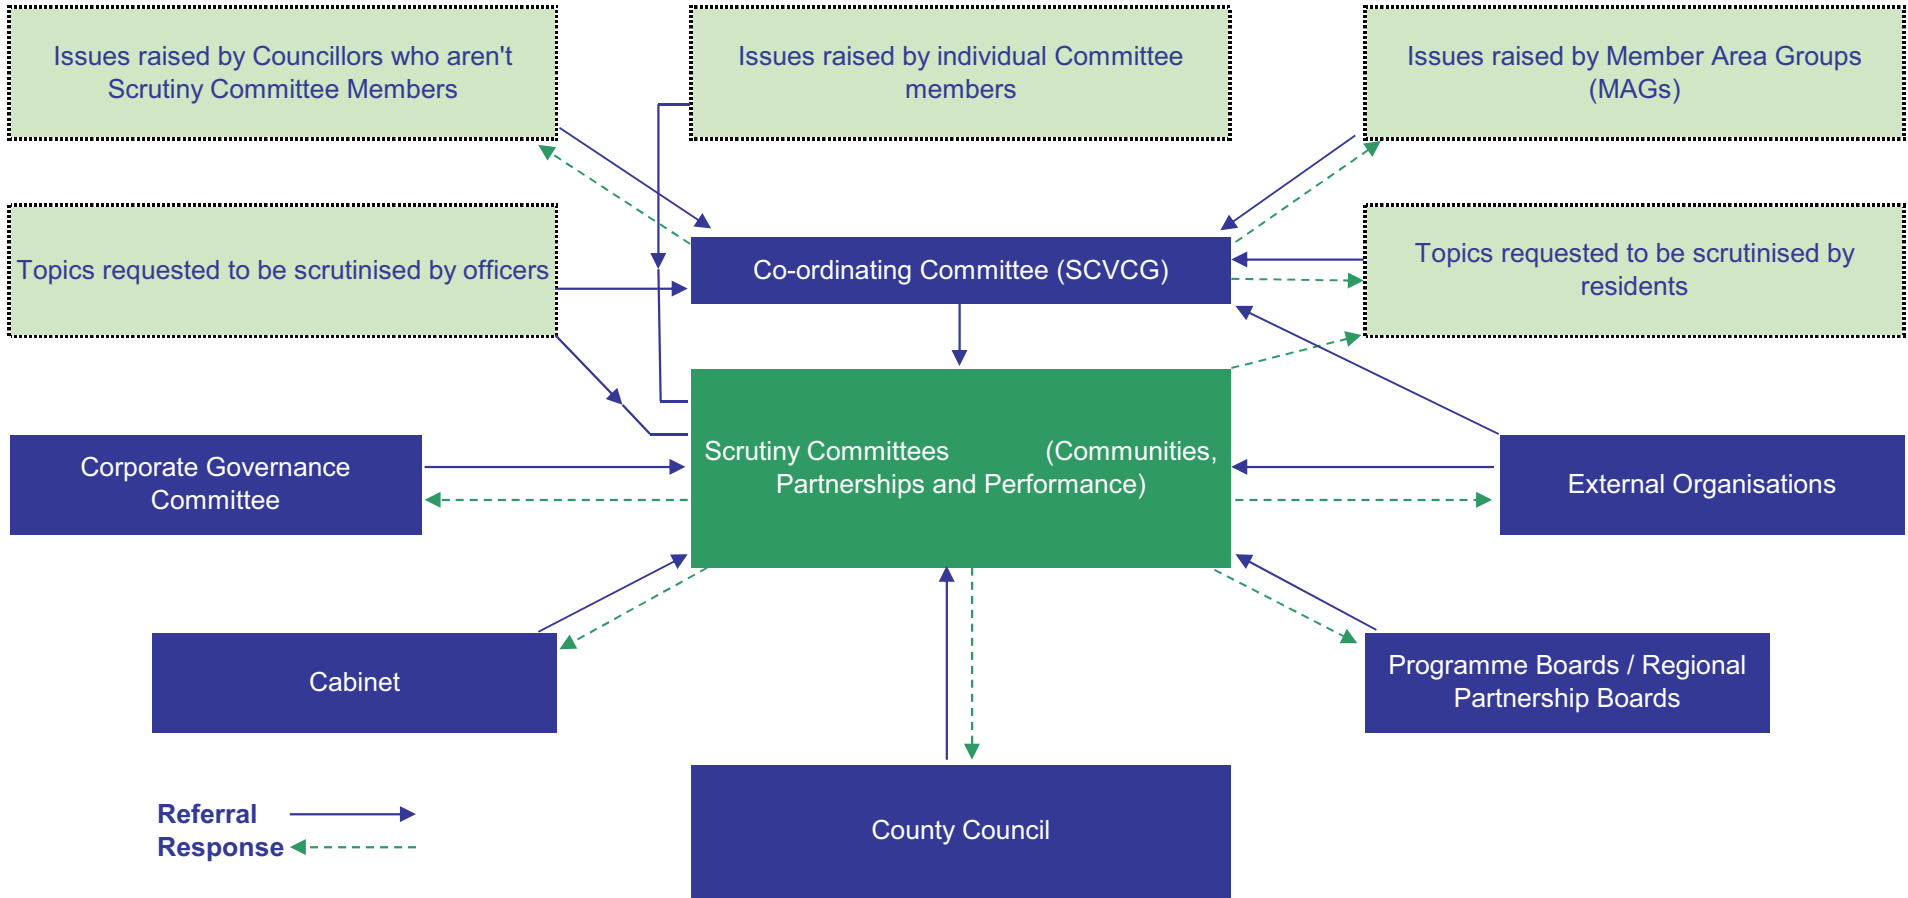 Issues raised by Councillors who aren't
Scrutiny Committee Members
Issues raised by individual Committee
members
Issues raised by Member Area Groups
(MAGs)
Topics requested to be scrutinised by officers
Co-ordinating Committee (SCVCG)
Topics requested to be scrutinised by
residents
Corporate Governance
Committee
Scrutiny Committees (Communities,
Partnerships and Performance)
External Organisations
Cabinet
Programme Boards / Regional
Partnership Boards
County Council
Referral
Response